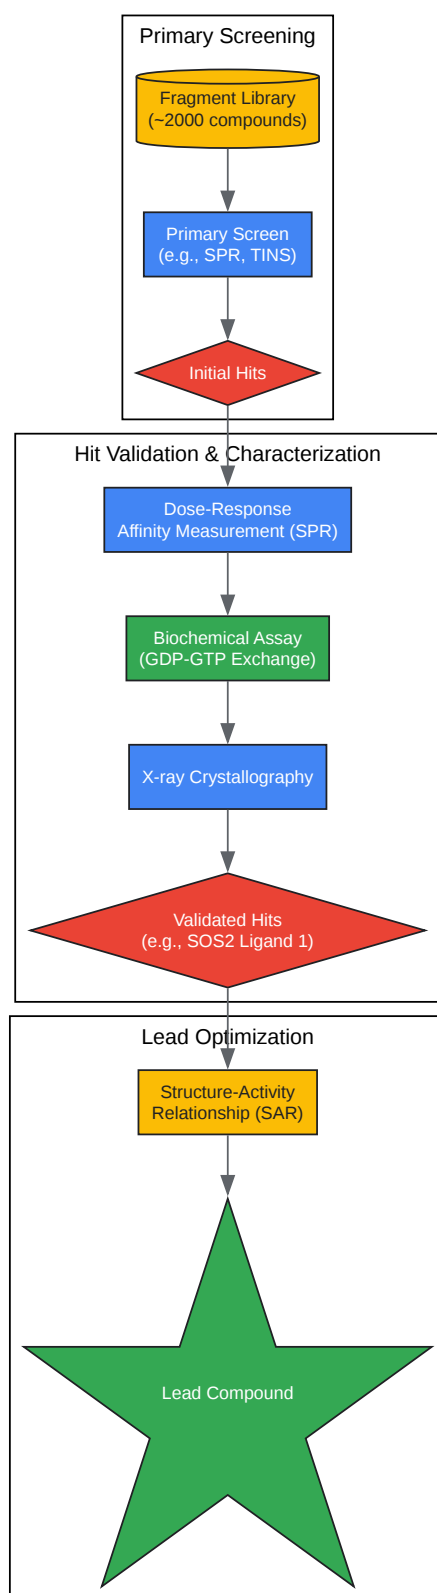 Primary Screening
Fragment Library
(~2000 compounds)
Primary Screen
(e.g., SPR, TINS)
Initial Hits
Hit Validation & Characterization
Dose-Response
Affinity Measurement (SPR)
Biochemical Assay
(GDP-GTP Exchange)
X-ray Crystallography
Validated Hits
(e.g., SOS2 Ligand 1)
Lead Optimization
Structure-Activity
Relationship (SAR)
Lead Compound